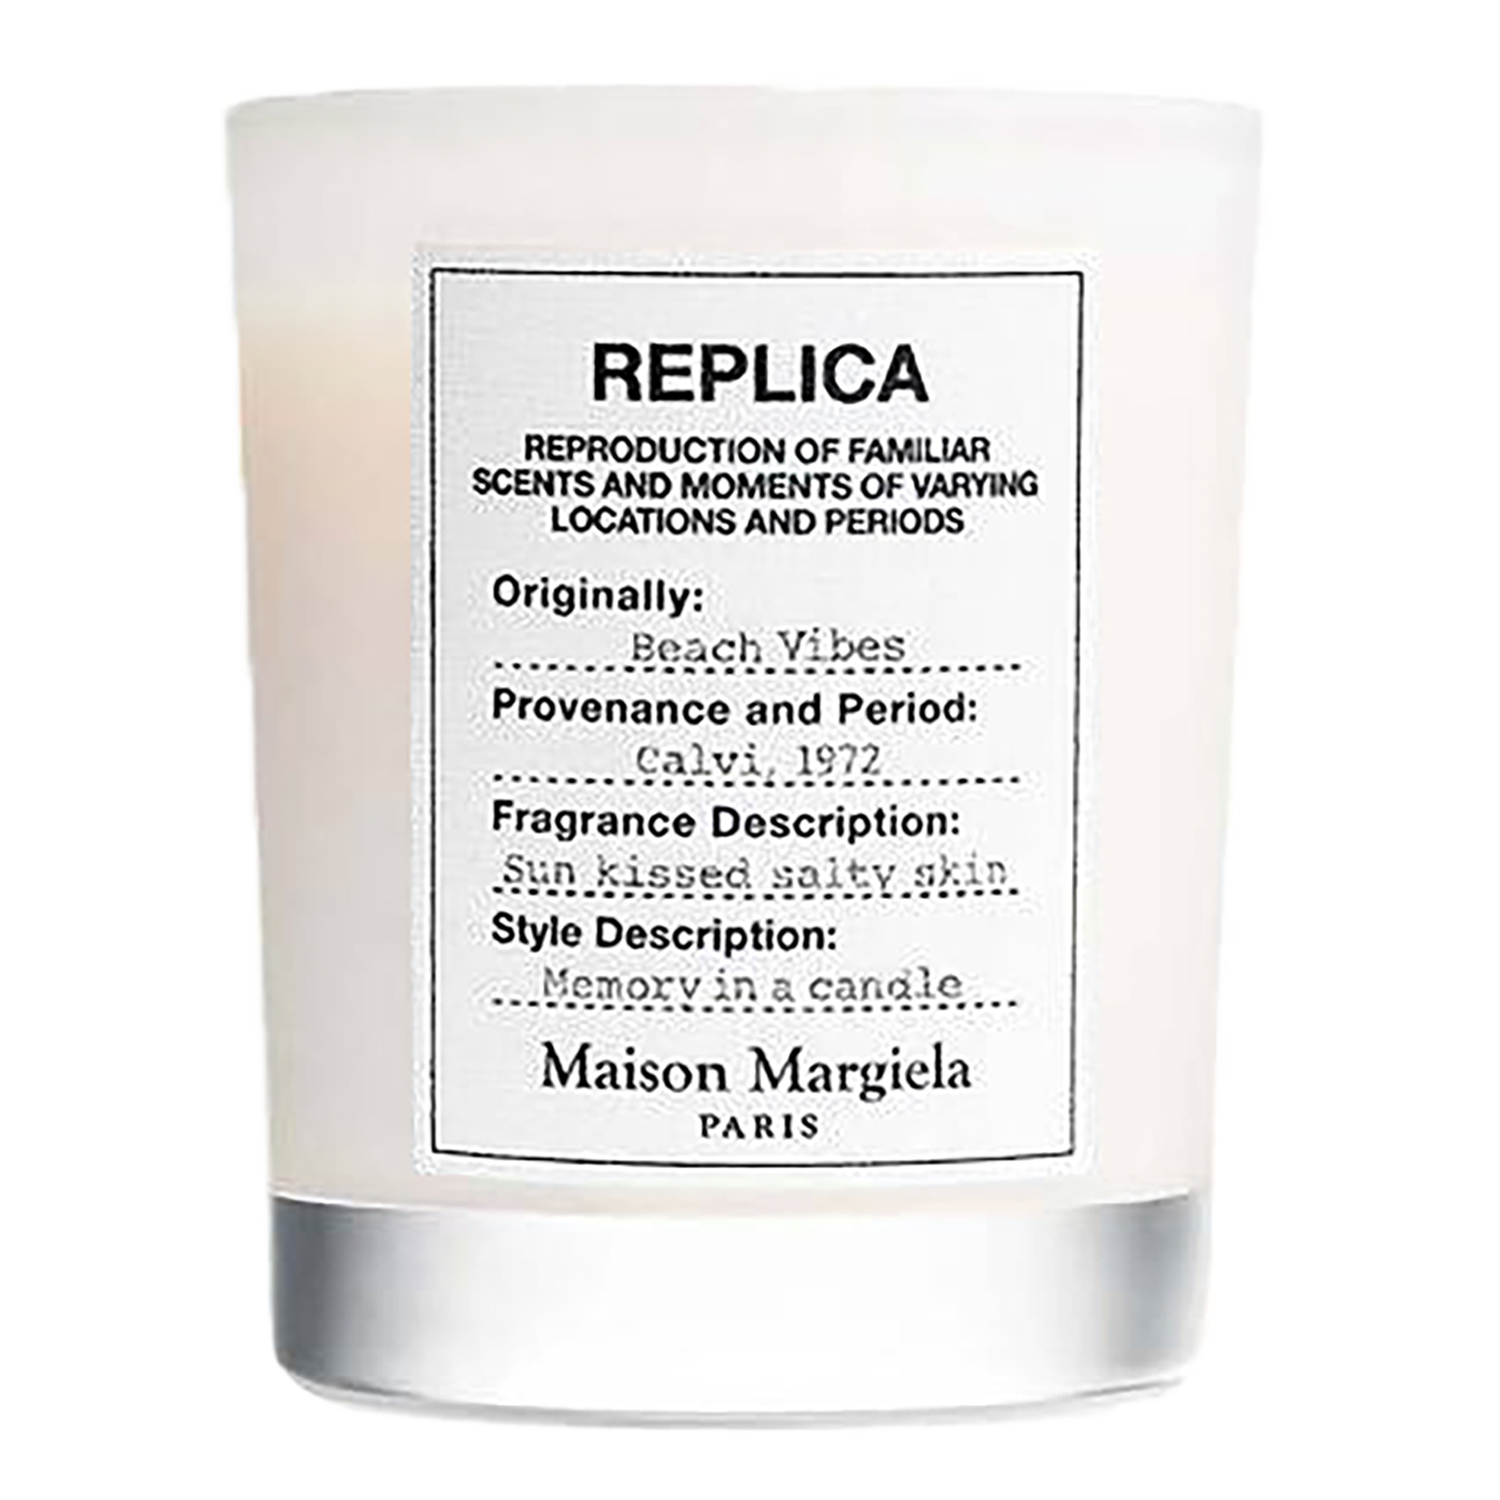 REPLICA
REPRODUCTION OF FAMILIAR
SCENTS AND MOMENTS OF VARYING
LOCATIONS AND PERIODS
Originally:
Beach Vibes
Provenance and Period:
Calvi, 1972
Fragrance Description:
Sun kissed salty skin
Style Description:
Memory in a candle
Maison Margiela
PARIS